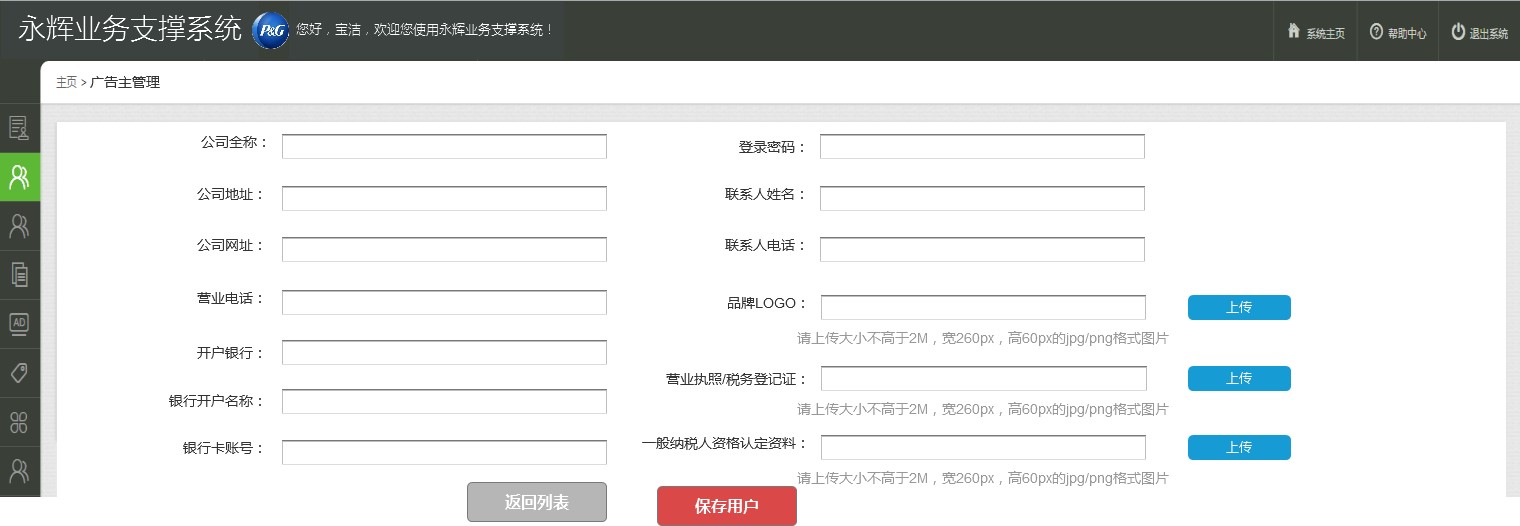 永辉业务支撑系统 P&G 您好，宝洁，欢迎您使用永辉业务支撑系统！ 系统主页 帮助中心 退出系统
主页 > 广告主管理
公司全称： 登录密码：
公司地址： 联系人姓名：
公司网址： 联系人电话：
营业电话： 品牌LOGO： 上传
请上传大小不高于2M，宽260px，高60px的jpg/png格式图片
开户银行： 营业执照/税务登记证： 上传
请上传大小不高于2M，宽260px，高60px的jpg/png格式图片
银行开户名称：
银行卡账号： 一般纳税人资格认定资料： 上传
请上传大小不高于2M，宽260px，高60px的jpg/png格式图片
返回列表 保存用户
AD